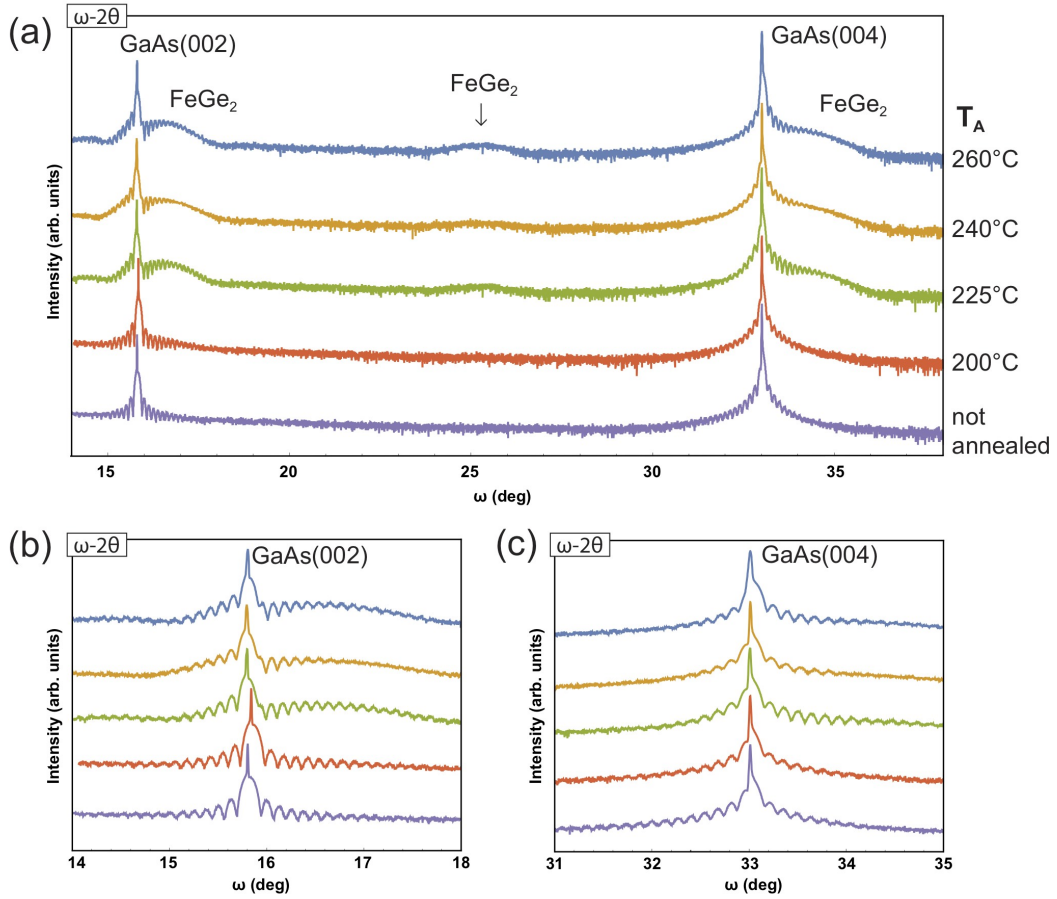 (a)
ω-2θ
GaAs(002)
GaAs(004)
FeGe₂
FeGe₂
FeGe₂
↓
T_A
260°C
240°C
225°C
200°C
not
annealed
Intensity (arb. units)
15 20 25 30 35
ω (deg)
(b)
ω-2θ
GaAs(002)
Intensity (arb. units)
14 15 16 17 18
ω (deg)
(c)
ω-2θ
GaAs(004)
Intensity (arb. units)
31 32 33 34 35
ω (deg)